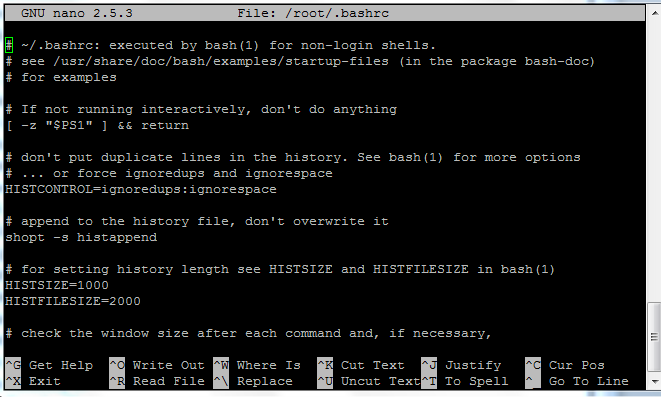 GNU nano 2.5.3 File: /root/.bashrc
# ~/.bashrc: executed by bash(1) for non-login shells.
# see /usr/share/doc/bash/examples/startup-files (in the package bash-doc)
# for examples
# If not running interactively, don't do anything
[ -z "$PS1" ] && return
# don't put duplicate lines in the history. See bash(1) for more options
# ... or force ignoredups and ignorespace
HISTCONTROL=ignoredups:ignorespace
# append to the history file, don't overwrite it
shopt -s histappend
# for setting history length see HISTSIZE and HISTFILESIZE in bash(1)
HISTSIZE=1000
HISTFILESIZE=2000
# check the window size after each command and, if necessary,
^G Get Help ^O Write Out ^W Where Is ^K Cut Text ^J Justify ^C Cur Pos
^X Exit ^R Read File ^\ Replace ^U Uncut Text ^T To Spell ^_ Go To Line